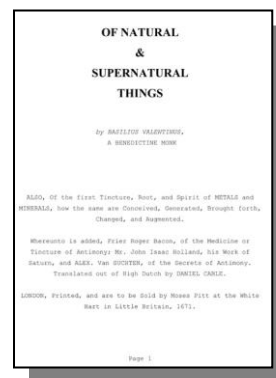 OF NATURAL
&
SUPERNATURAL
THINGS
by BASILIUS VALENTINUS,
A BENEDICTINE MONK
ALSO, Of the first Tincture, Root, and Spirit of METALS and
MINERALS, how the same are Conceived, Generated, Brought forth,
Changed, and Augmented.
Whereunto is added, Frier Roger Bacon, of the Medicine or
Tincture of Antimony; Mr. John Isaac Holland, his Work of
Saturn, and ALEX. Van SUCHTEN, of the Secrets of Antimony.
Translated out of High Dutch by DANIEL CABLE.
LONDON, Printed, and are to be Sold by Moses Pitt at the White
Hart in Little Britain, 1671.
Page 1